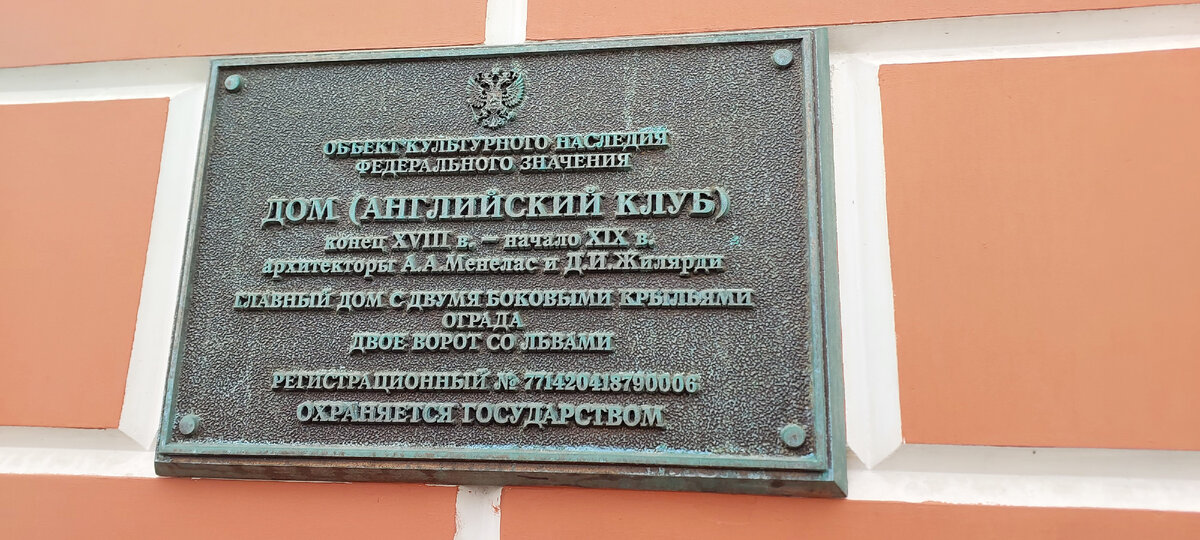 ОБЪЕКТ КУЛЬТУРНОГО НАСЛЕДИЯ
ФЕДЕРАЛЬНОГО ЗНАЧЕНИЯ
ДОМ (АНГЛИЙСКИЙ КЛУБ)
конец XVIII в. — начало XIX в.
архитекторы А.А.Менелас и Д.И.Жилярди
ГЛАВНЫЙ ДОМ С ДВУМЯ БОКОВЫМИ КРЫЛЬЯМИ
ОГРАДА
ДВОЕ ВОРОТ СО ЛЬВАМИ
РЕГИСТРАЦИОННЫЙ № 771420418790006
ОХРАНЯЕТСЯ ГОСУДАРСТВОМ